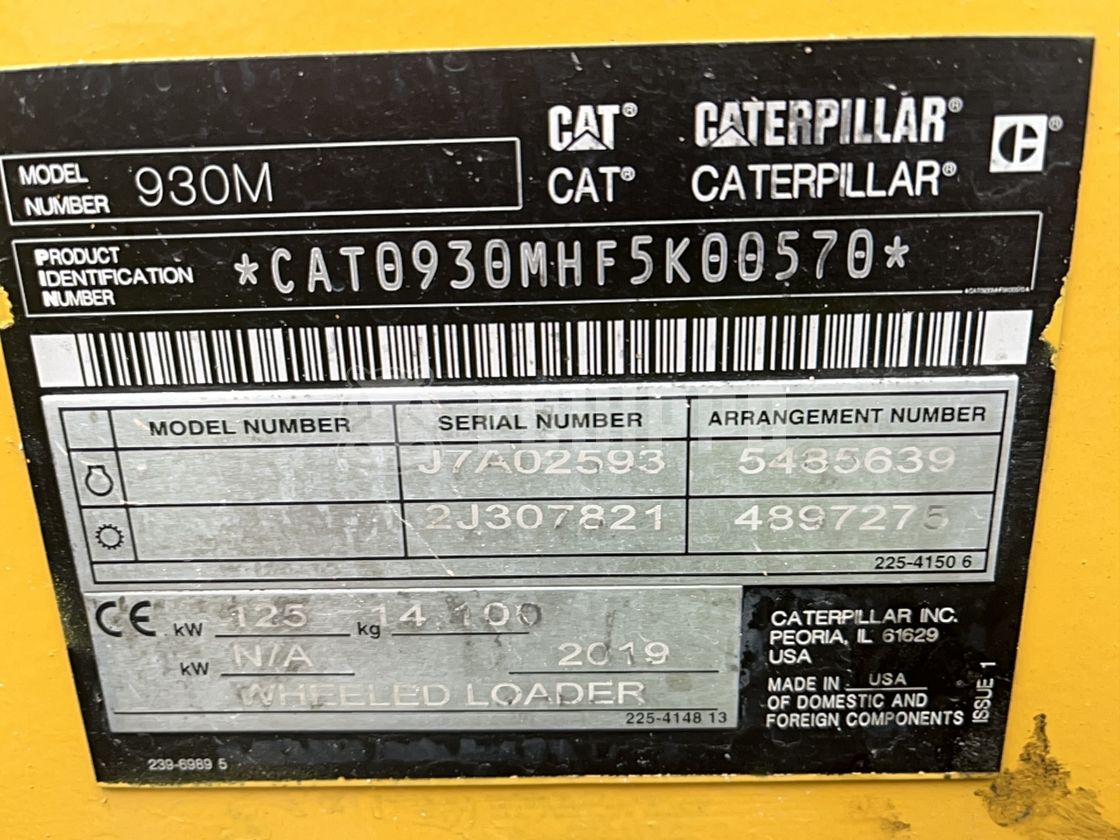 CAT® CATERPILLAR® C®
CAT® CATERPILLAR®
MODEL NUMBER 930M
PRODUCT IDENTIFICATION NUMBER *CAT0930MHF5K00570*
*CAT0930MHF5K00570*
MODEL NUMBER SERIAL NUMBER ARRANGEMENT NUMBER
J7A02593 5485639
2J307821 4897275
225-4150 6
CE kW 125 kg 14 100
kW N/A 2019
WHEELED LOADER
225-4148 13
CATERPILLAR INC.
PEORIA, IL 61629
USA
MADE IN USA
OF DOMESTIC AND
FOREIGN COMPONENTS
ISSUE 1
239-6989 5